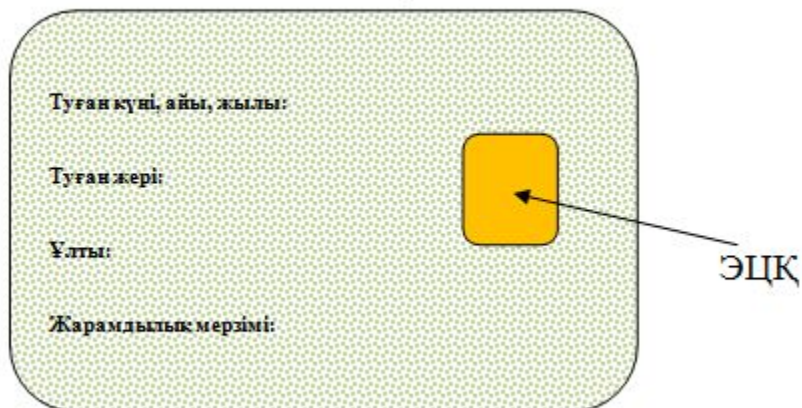 Туған күні, айы, жылы:
Туған жері:
ЭЦҚ
Ұлты:
Жарамдылық мерзімі: